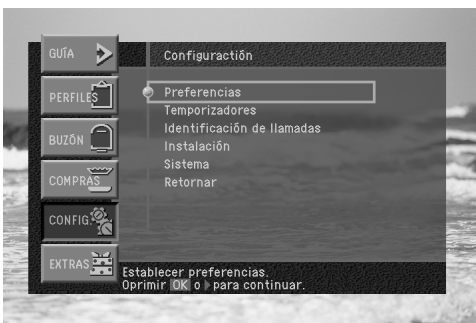 GUÍA
PERFILES
BUZÓN
COMPRAS
CONFIG.
EXTRAS
Configuractión
Preferencias
Temporizadores
Identificación de llamadas
Instalación
Sistema
Retornar
Establecer preferencias.
Oprimir OK o para continuar.